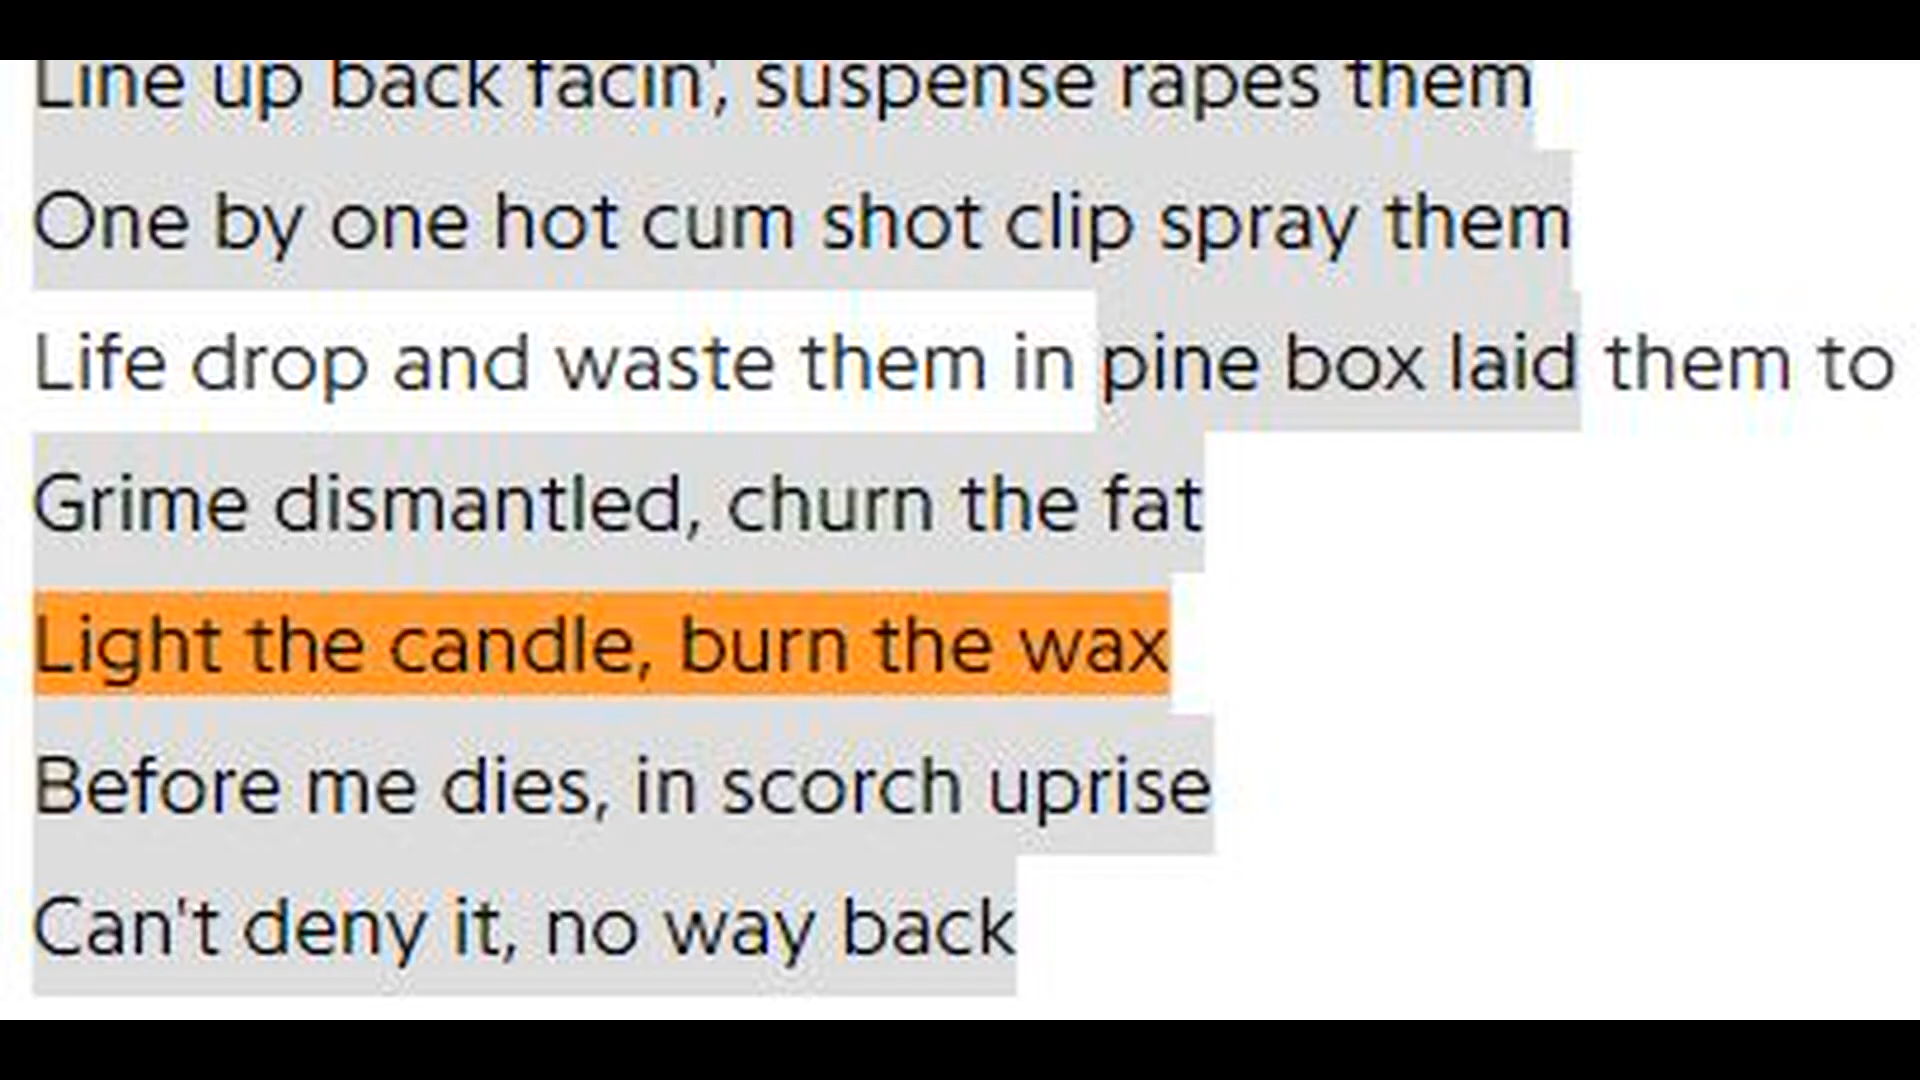 Line up back facin', suspense rapes them
One by one hot cum shot clip spray them
Life drop and waste them in pine box laid them to
Grime dismantled, churn the fat
Light the candle, burn the wax
Before me dies, in scorch uprise
Can't deny it, no way back